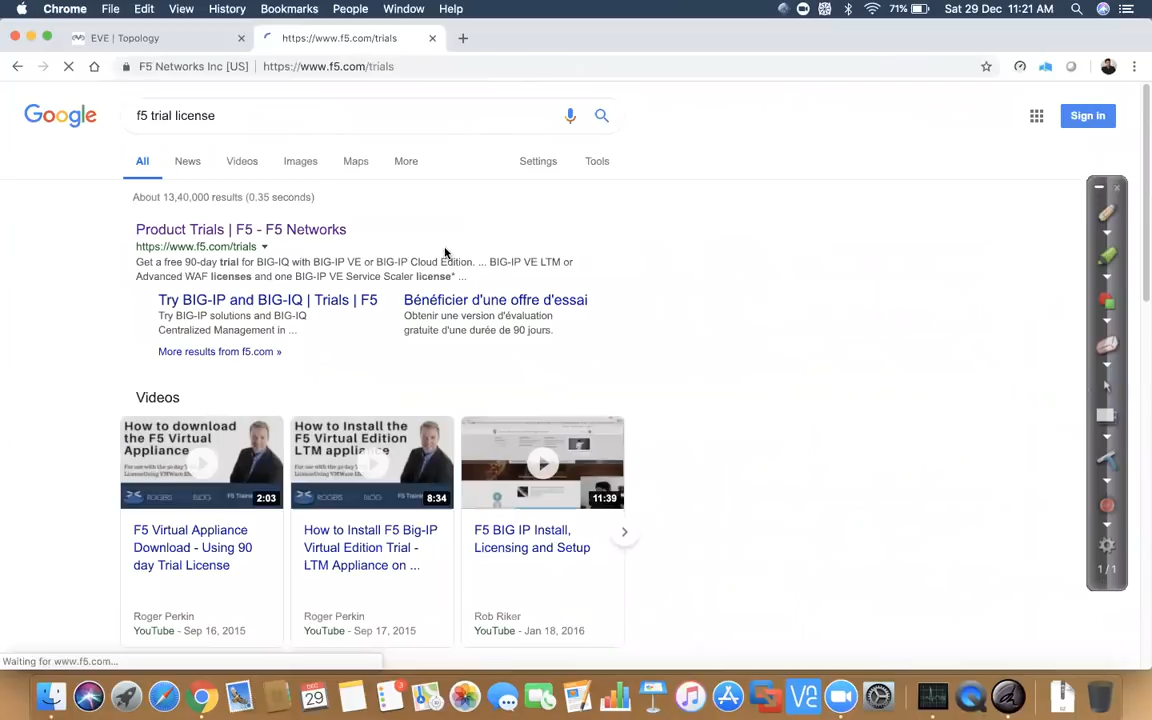 Chrome File Edit View History Bookmarks People Window Help 71% Sat 29 Dec 11:21 AM
EVE | Topology https://www.f5.com/trials
F5 Networks Inc [US] https://www.f5.com/trials
Google f5 trial license Sign in
All News Videos Images Maps More Settings Tools
About 13,40,000 results (0.35 seconds)
Product Trials | F5 - F5 Networks
https://www.f5.com/trials
Get a free 90-day trial for BIG-IQ with BIG-IP VE or BIG-IP Cloud Edition. ... BIG-IP VE LTM or
Advanced WAF licenses and one BIG-IP VE Service Scaler license* ...
Try BIG-IP and BIG-IQ | Trials | F5
Try BIG-IP solutions and BIG-IQ
Centralized Management in ...
Bénéficier d'une offre d'essai
Obtenir une version d'évaluation
gratuite d'une durée de 90 jours.
More results from f5.com »
Videos
How to download
the F5 Virtual
Appliance
ROGERS BLOG F5 Training
2:03
F5 Virtual Appliance
Download - Using 90
day Trial License
Roger Perkin
YouTube - Sep 16, 2015
How to Install the
F5 Virtual Edition
LTM appliance
ROGERS BLOG
8:34
How to Install F5 Big-IP
Virtual Edition Trial -
LTM Appliance on ...
Roger Perkin
YouTube - Sep 17, 2015
11:39
F5 BIG IP Install,
Licensing and Setup
Rob Riker
YouTube - Jan 18, 2016
1 / 1
Waiting for www.f5.com...
DEC
29
3